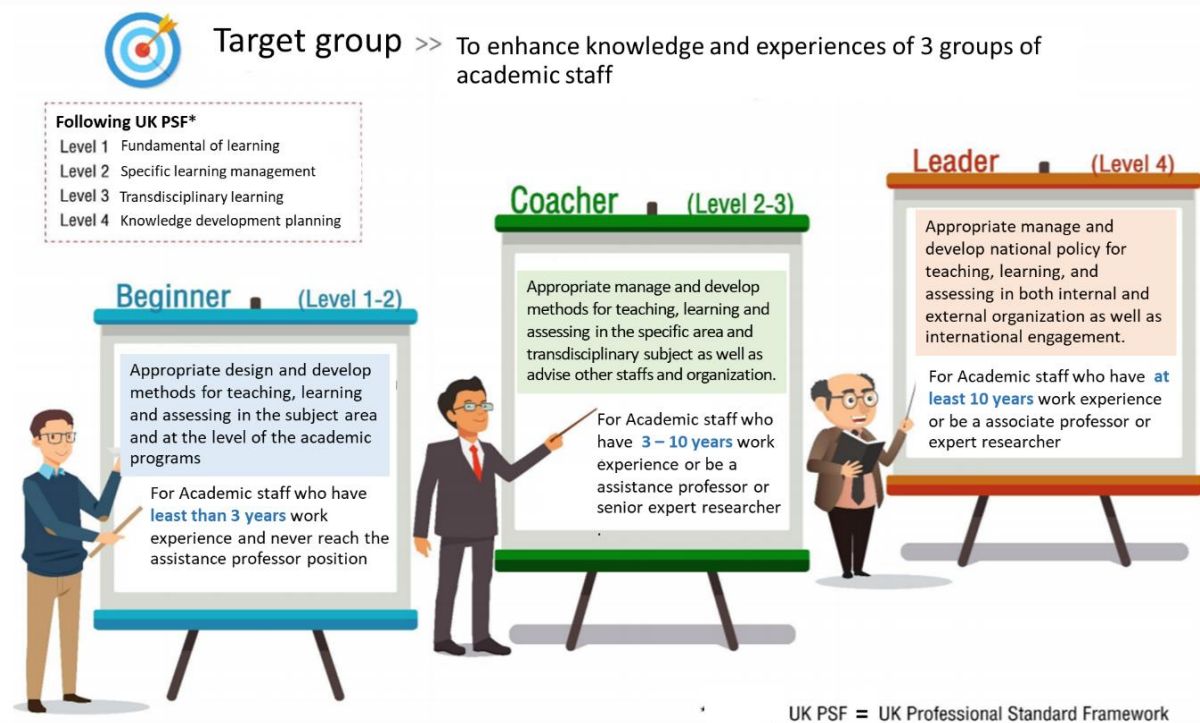 Target group >> To enhance knowledge and experiences of 3 groups of
academic staff
Following UK PSF*
Level 1 Fundamental of learning
Level 2 Specific learning management
Level 3 Transdisciplinary learning
Level 4 Knowledge development planning
Beginner (Level 1-2)
Appropriate design and develop
methods for teaching, learning
and assessing in the subject area
and at the level of the academic
programs
For Academic staff who have
least than 3 years work
experience and never reach the
assistance professor position
Coacher (Level 2-3)
Appropriate manage and develop
methods for teaching, learning and
assessing in the specific area and
transdisciplinary subject as well as
advise other staffs and organization.
For Academic staff who
have 3 – 10 years work
experience or be a
assistance professor or
senior expert researcher
Leader (Level 4)
Appropriate manage and
develop national policy for
teaching, learning, and
assessing in both internal and
external organization as well as
international engagement.
For Academic staff who have at
least 10 years work experience
or be a associate professor or
expert researcher
* UK PSF = UK Professional Standard Framework